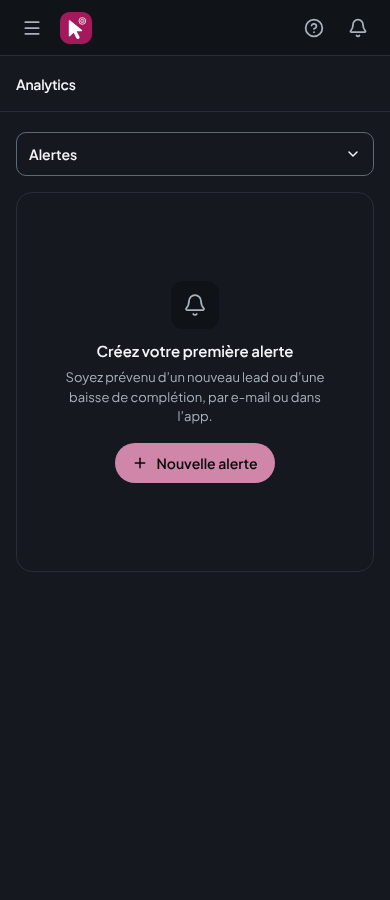 Analytics
Alertes
Créez votre première alerte
Soyez prévenu d’un nouveau lead ou d’une
baisse de complétion, par e-mail ou dans
l’app.
Nouvelle alerte